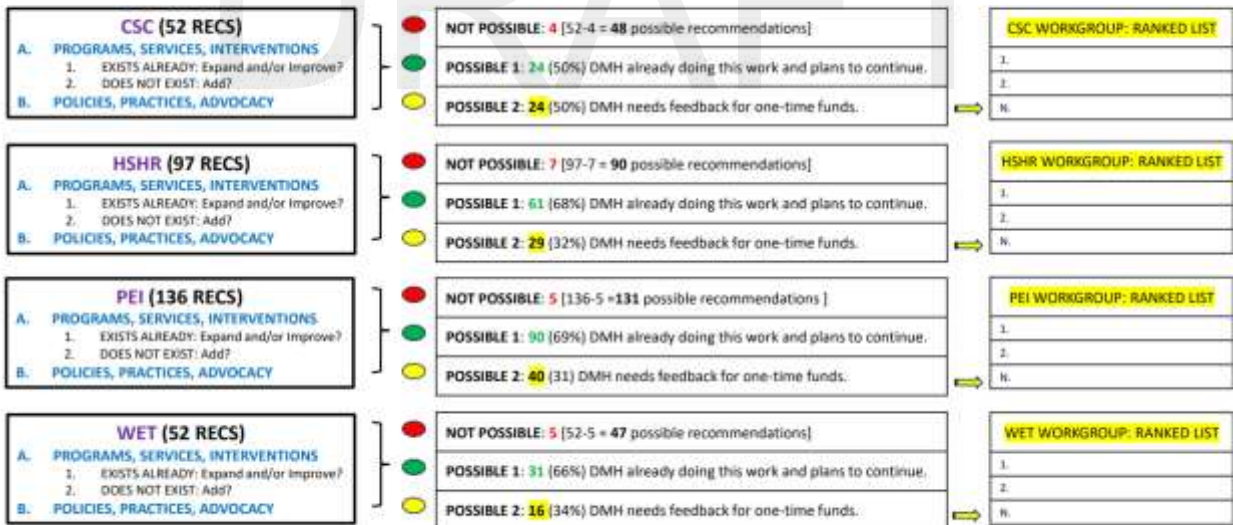 DRAFT
CSC (52 RECS)
A. PROGRAMS, SERVICES, INTERVENTIONS
1. EXISTS ALREADY: Expand and/or Improve?
2. DOES NOT EXIST: Add?
B. POLICIES, PRACTICES, ADVOCACY
NOT POSSIBLE: 4 [52-4 = 48 possible recommendations]
POSSIBLE 1: 24 (50%) DMH already doing this work and plans to continue.
POSSIBLE 2: 24 (50%) DMH needs feedback for one-time funds.
CSC WORKGROUP: RANKED LIST
1.
2.
N.
HSHR (97 RECS)
A. PROGRAMS, SERVICES, INTERVENTIONS
1. EXISTS ALREADY: Expand and/or Improve?
2. DOES NOT EXIST: Add?
B. POLICIES, PRACTICES, ADVOCACY
NOT POSSIBLE: 7 [97-7 = 90 possible recommendations]
POSSIBLE 1: 61 (68%) DMH already doing this work and plans to continue.
POSSIBLE 2: 29 (32%) DMH needs feedback for one-time funds.
HSHR WORKGROUP: RANKED LIST
1.
2.
N.
PEI (136 RECS)
A. PROGRAMS, SERVICES, INTERVENTIONS
1. EXISTS ALREADY: Expand and/or Improve?
2. DOES NOT EXIST: Add?
B. POLICIES, PRACTICES, ADVOCACY
NOT POSSIBLE: 5 [136-5 =131 possible recommendations ]
POSSIBLE 1: 90 (69%) DMH already doing this work and plans to continue.
POSSIBLE 2: 40 (31) DMH needs feedback for one-time funds.
PEI WORKGROUP: RANKED LIST
1.
2.
N.
WET (52 RECS)
A. PROGRAMS, SERVICES, INTERVENTIONS
1. EXISTS ALREADY: Expand and/or Improve?
2. DOES NOT EXIST: Add?
B. POLICIES, PRACTICES, ADVOCACY
NOT POSSIBLE: 5 [52-5 = 47 possible recommendations]
POSSIBLE 1: 31 (66%) DMH already doing this work and plans to continue.
POSSIBLE 2: 16 (34%) DMH needs feedback for one-time funds.
WET WORKGROUP: RANKED LIST
1.
2.
N.